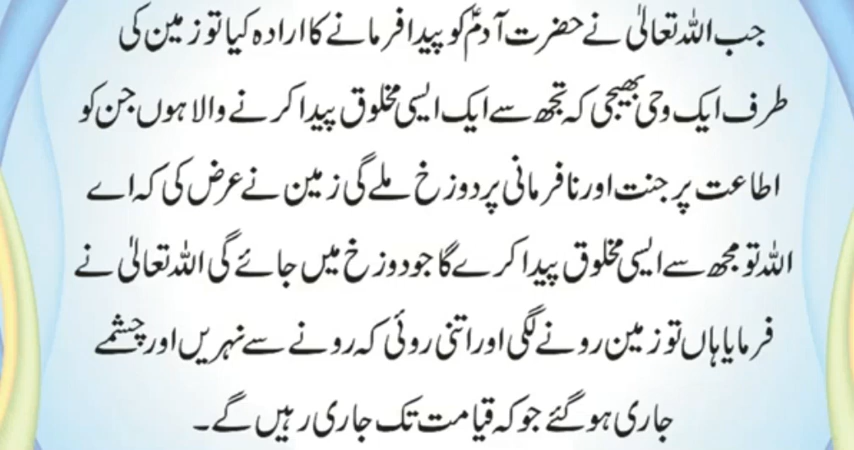 جب اللہ تعالیٰ نے حضرت آدمؑ کو پیدا فرمانے کا ارادہ کیا تو زمین کی
طرف ایک وحی بھیجی کہ تجھ سے ایک ایسی مخلوق پیدا کرنے والا ہوں جن کو
اطاعت پر جنت اور نافرمانی پر دوزخ ملے گی زمین نے عرض کی کہ اے
اللہ تو مجھ سے ایسی مخلوق پیدا کرے گا جو دوزخ میں جائے گی اللہ تعالیٰ نے
فرمایا ہاں تو زمین رونے لگی اور اتنی روئی کہ رونے سے نہریں اور چشمے
جاری ہو گئے جو کہ قیامت تک جاری رہیں گے۔